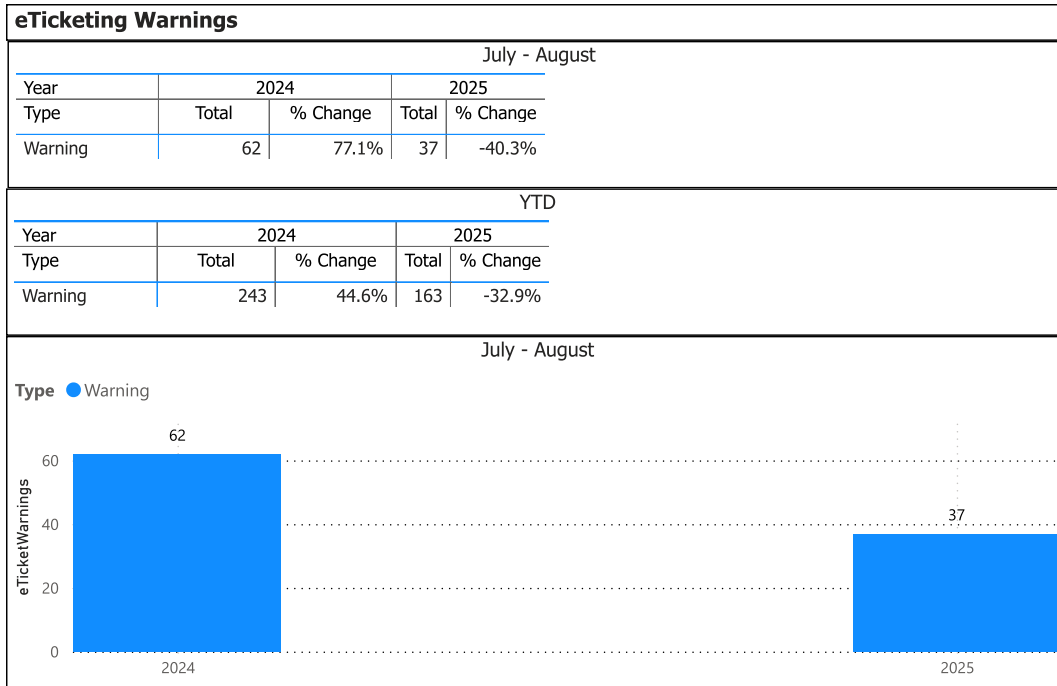 eTicketing Warnings
July - August
Year 2024 2025
Type Total % Change Total % Change
Warning 62 77.1% 37 -40.3%
YTD
Year 2024 2025
Type Total % Change Total % Change
Warning 243 44.6% 163 -32.9%
July - August
Type Warning
62
60
37
40
20
0
eTicketWarnings
2024 2025